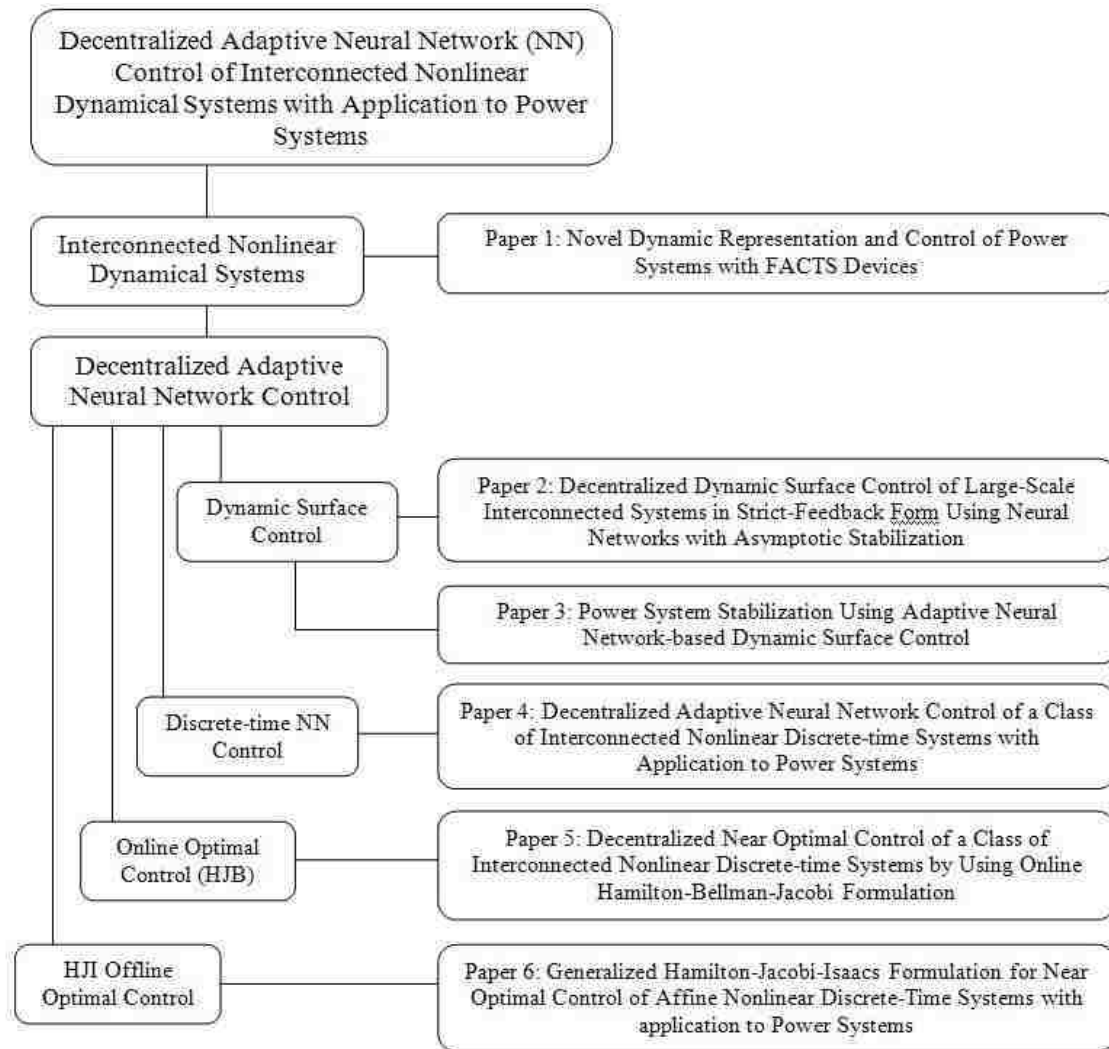 Decentralized Adaptive Neural Network (NN)
Control of Interconnected Nonlinear
Dynamical Systems with Application to Power
Systems
Interconnected Nonlinear
Dynamical Systems
Paper 1: Novel Dynamic Representation and Control of Power
Systems with FACTS Devices
Decentralized Adaptive
Neural Network Control
Dynamic Surface
Control
Paper 2: Decentralized Dynamic Surface Control of Large-Scale
Interconnected Systems in Strict-Feedback Form Using Neural
Networks with Asymptotic Stabilization
Paper 3: Power System Stabilization Using Adaptive Neural
Network-based Dynamic Surface Control
Discrete-time NN
Control
Paper 4: Decentralized Adaptive Neural Network Control of a Class
of Interconnected Nonlinear Discrete-time Systems with
Application to Power Systems
Online Optimal
Control (HJB)
Paper 5: Decentralized Near Optimal Control of a Class of
Interconnected Nonlinear Discrete-time Systems by Using Online
Hamilton-Bellman-Jacobi Formulation
HJI Offline
Optimal Control
Paper 6: Generalized Hamilton-Jacobi-Isaacs Formulation for Near
Optimal Control of Affine Nonlinear Discrete-Time Systems with
application to Power Systems